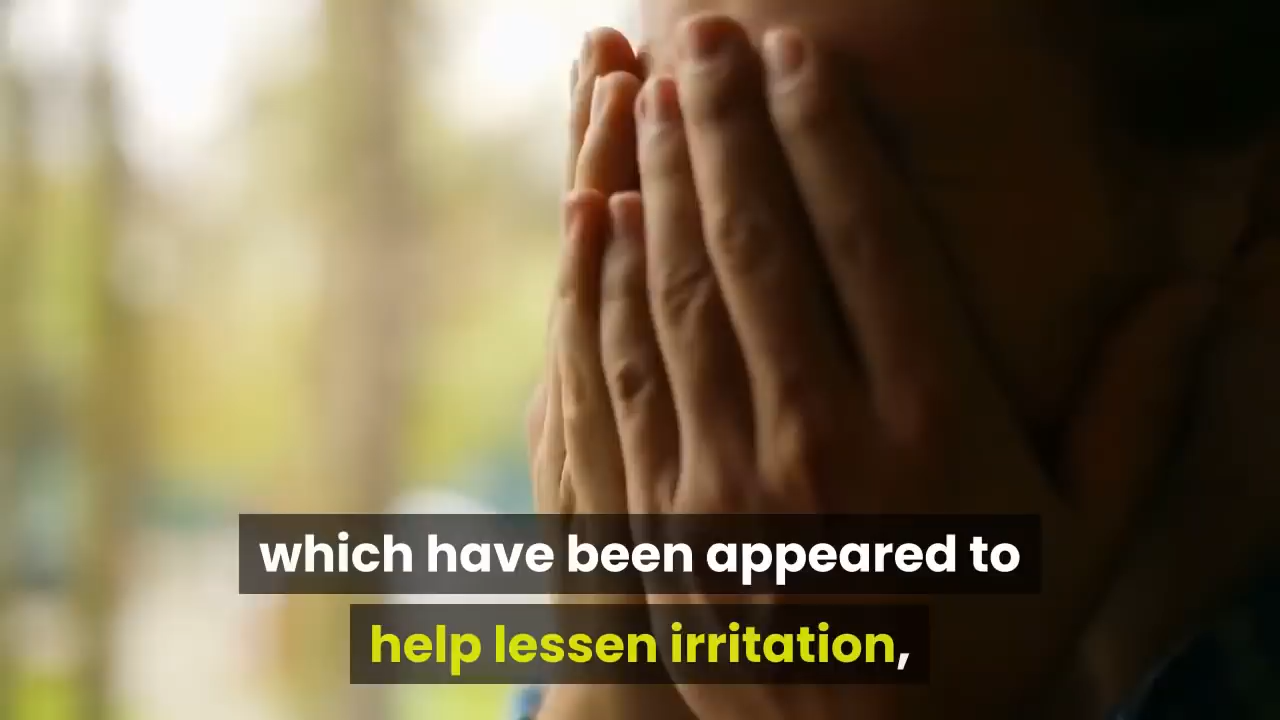 which have been appeared to
help lessen irritation,